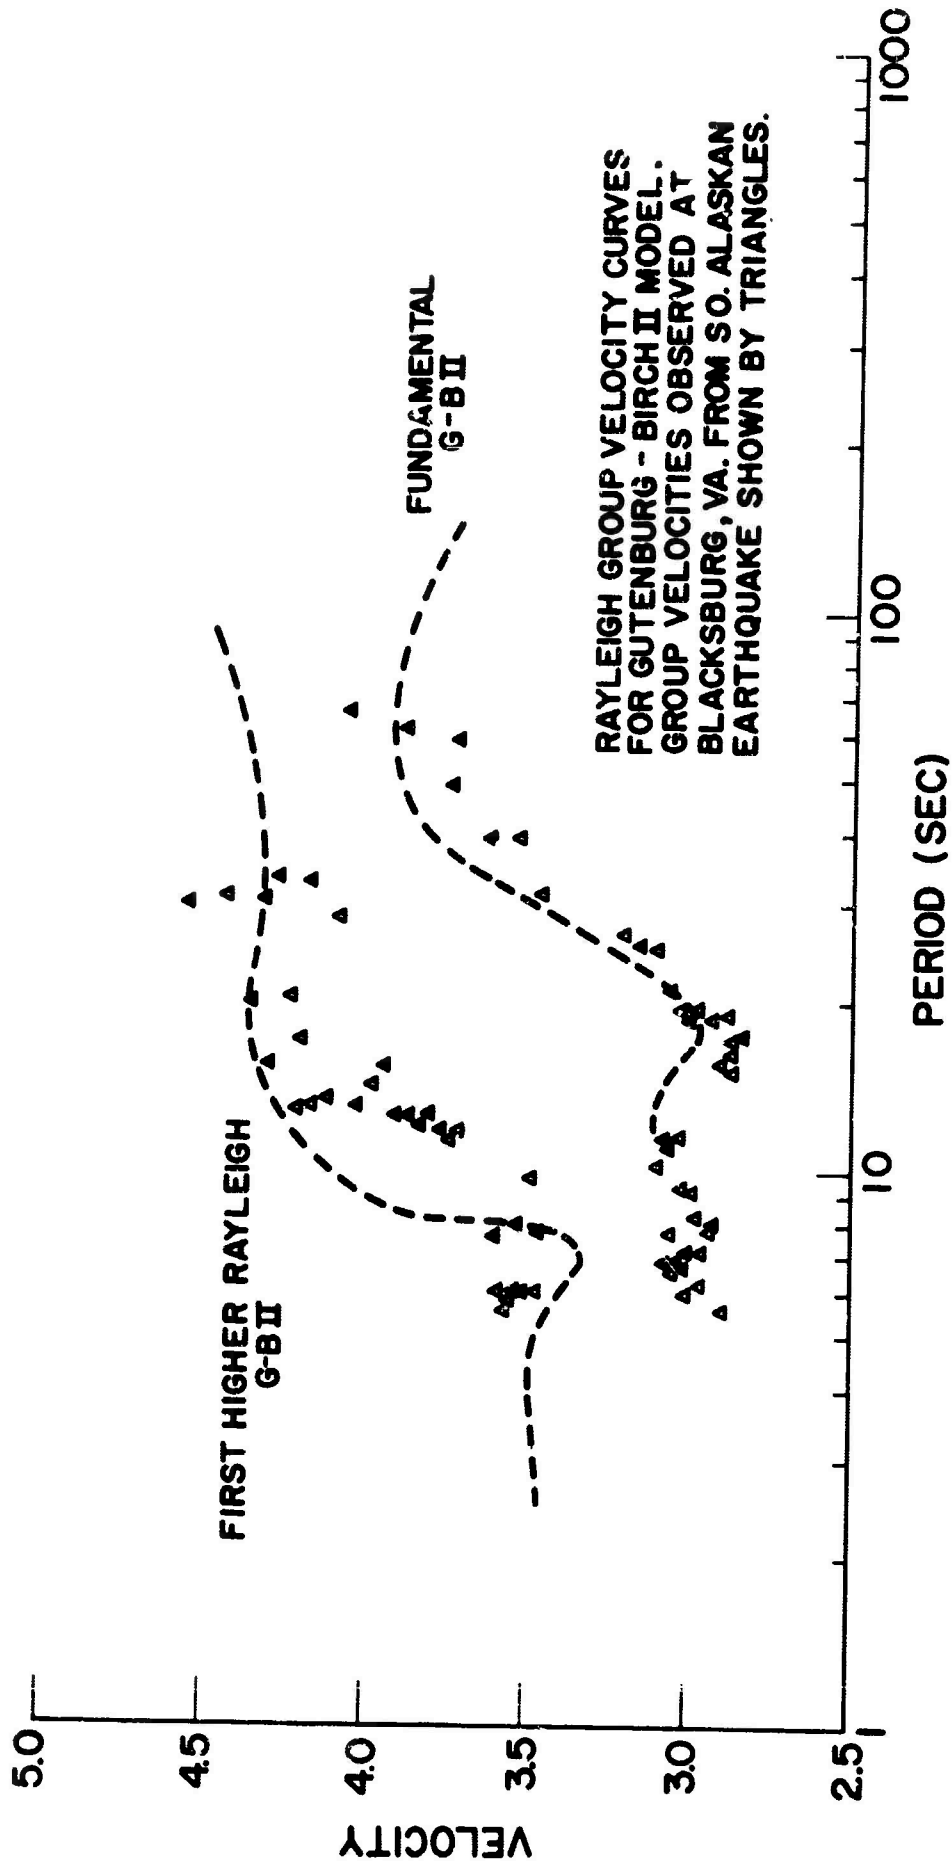 VELOCITY
5.0
4.5
4.0
3.5
3.0
2.5
FIRST HIGHER RAYLEIGH
G-B II
FUNDAMENTAL
G-B II
RAYLEIGH GROUP VELOCITY CURVES
FOR GUTENBURG - BIRCH II MODEL.
GROUP VELOCITIES OBSERVED AT
BLACKSBURG, VA. FROM SO. ALASKAN
EARTHQUAKE SHOWN BY TRIANGLES.
1
10
100
1000
PERIOD (SEC)